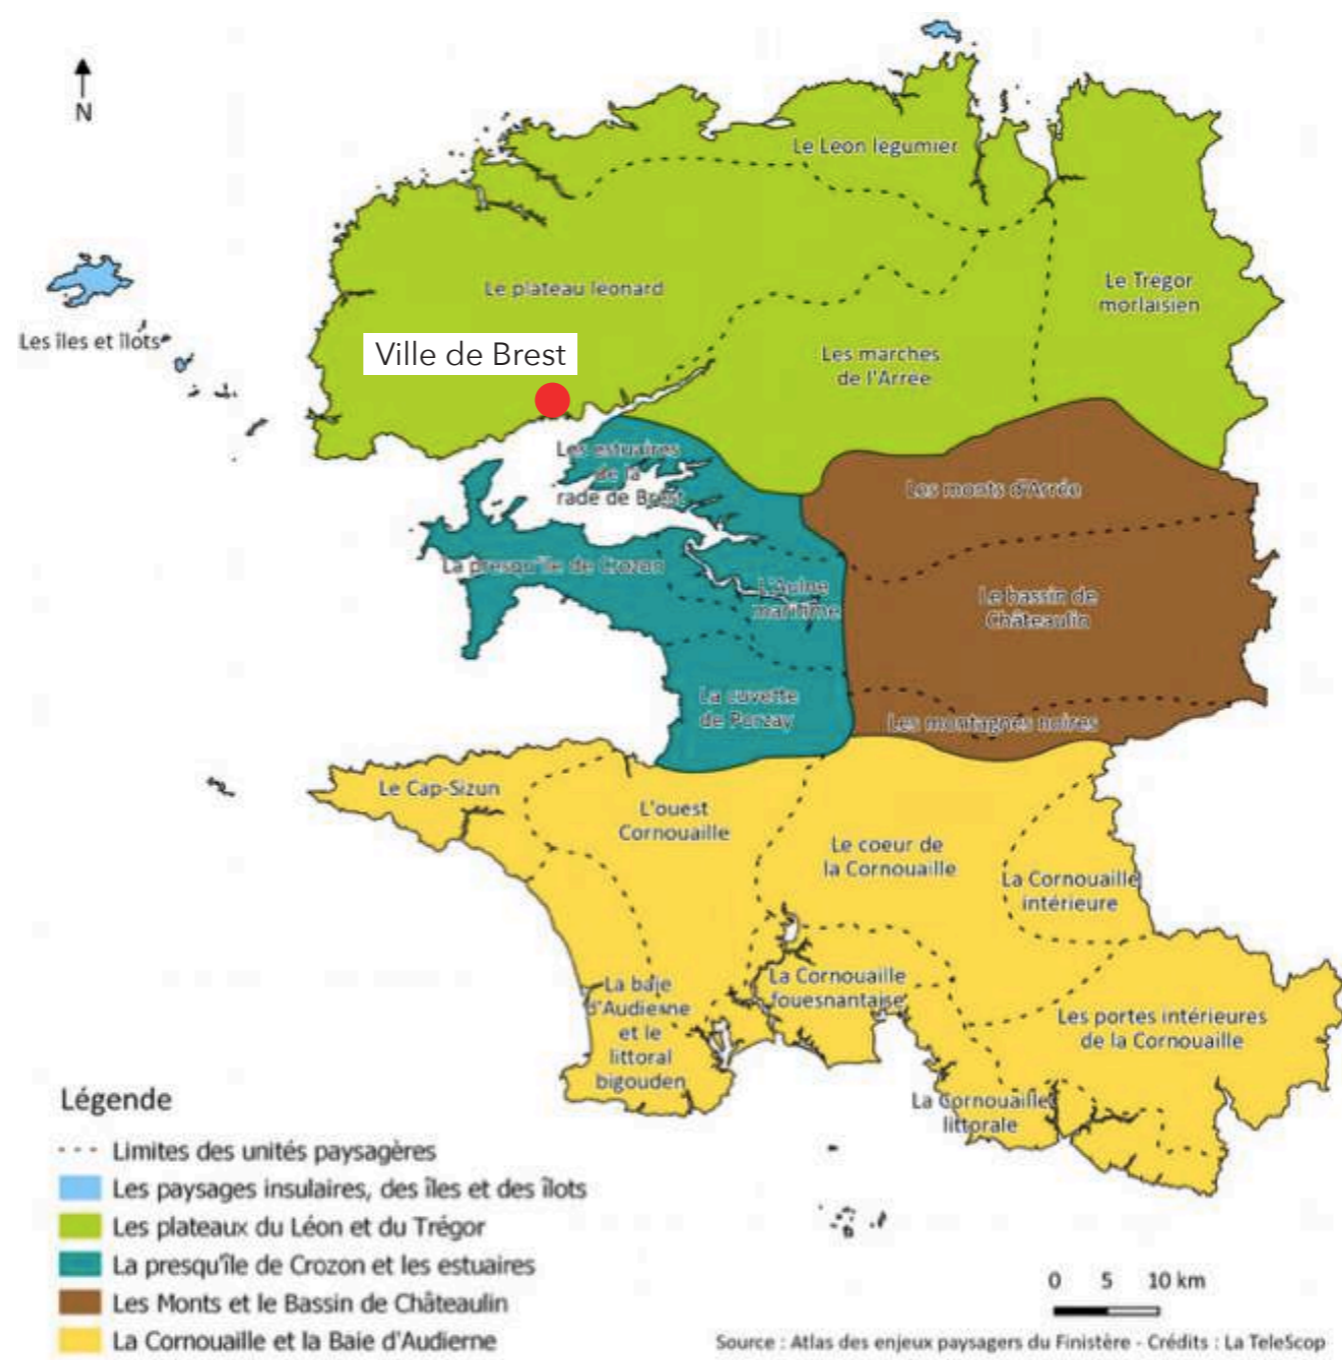 N
Le Léon légumier
Le plateau léonard
Le Trégor
morlaisien
Les îles et îlots
Ville de Brest
Les marches
de l'Arrée
Les estuaires
de la
rade de Brest
Les monts d'Arrée
La presqu'île de Crozon
L'Aulne
maritime
Le bassin de
Châteaulin
La cuvette
de Porzay
Les montagnes noires
Le Cap-Sizun
L'ouest
Cornouaille
Le coeur de
la Cornouaille
La Cornouaille
intérieure
La baie
d'Audierne
et le
littoral
bigouden
La Cornouaille
fouesnantaise
Les portes intérieures
de la Cornouaille
La Cornouaille
littorale
Légende
Limites des unités paysagères
Les paysages insulaires, des îles et des îlots
Les plateaux du Léon et du Trégor
La presqu'île de Crozon et les estuaires
Les Monts et le Bassin de Châteaulin
La Cornouaille et la Baie d'Audierne
0 5 10 km
Source : Atlas des enjeux paysagers du Finistère - Crédits : La TeleScop